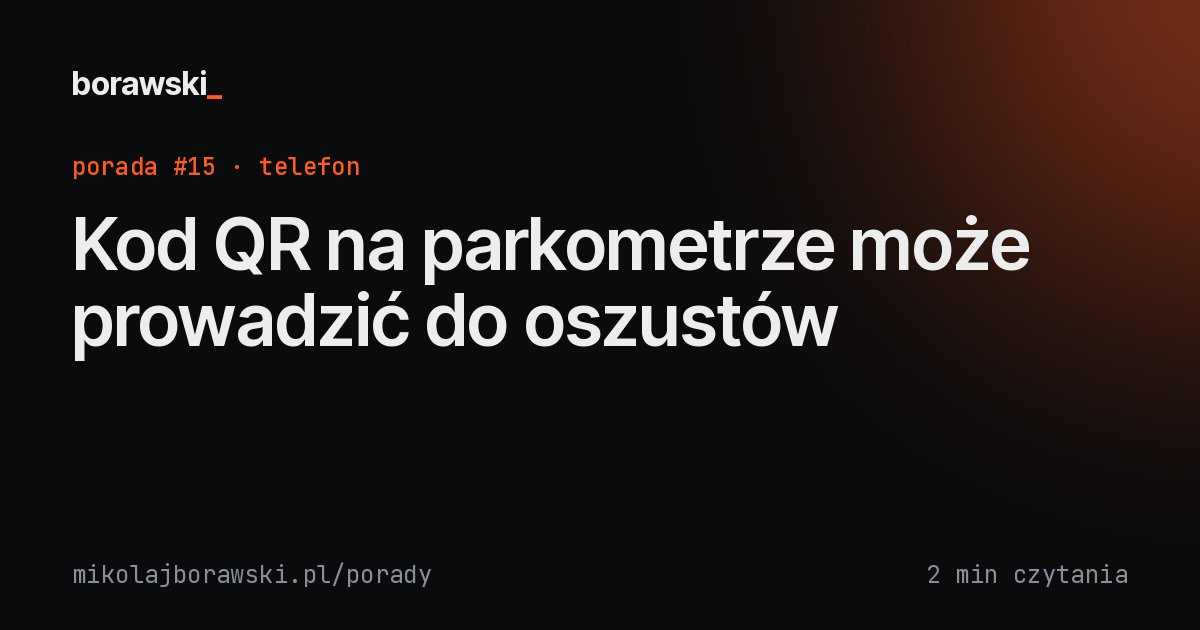 borawski_
porada #15 · telefon
Kod QR na parkometrze może
prowadzić do oszustów
mikolajborawski.pl/porady
2 min czytania